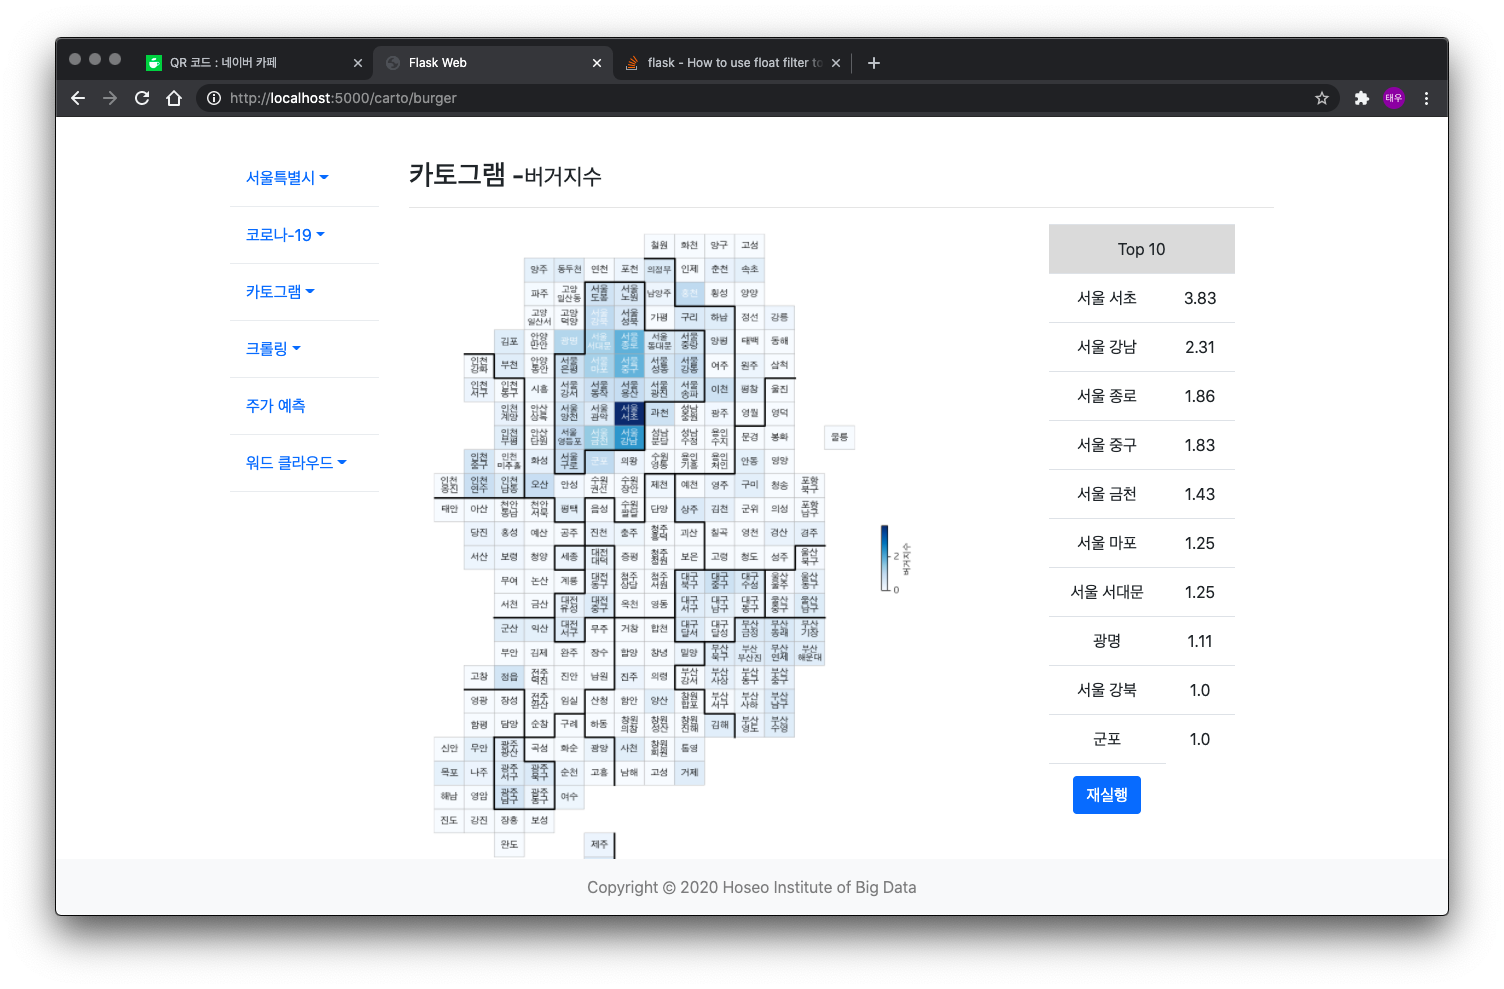 QR 코드 : 네이버 카페
Flask Web
flask - How to use float filter to
http://localhost:5000/carto/burger
태우
서울특별시
코로나-19
카토그램
크롤링
주가 예측
워드 클라우드
카토그램 -버거지수
철원 화천 양구 고성
양주 동두천 연천 포천 의정부 인제 춘천 속초
파주 고양 일산동 서울 도봉 서울 노원 남양주 홍천 횡성 양양
고양 일산서 고양 덕양 서울 강북 서울 성북 가평 구리 하남 정선 강릉
김포 안양 만안 광명 서울 서대문 서울 종로 서울 동대문 서울 중랑 양평 태백 동해
인천 강화 부천 안양 동안 서울 은평 서울 마포 서울 중구 서울 성동 서울 강동 여주 원주 삼척
인천 서구 인천 동구 시흥 서울 강서 서울 동작 서울 용산 서울 광진 서울 송파 이천 평창 울진
인천 계양 안산 상록 서울 양천 서울 관악 서울 서초 과천 성남 중원 광주 영월 영덕
인천 부평 안산 단원 서울 영등포 서울 금천 서울 강남 성남 분당 성남 수정 용인 수지 문경 봉화 울릉
인천 중구 인천 미추홀 화성 서울 구로 군포 의왕 수원 영통 용인 기흥 용인 처인 안동 영양
인천 옹진 인천 연수 인천 남동 오산 안성 수원 권선 수원 장안 제천 예천 영주 구미 청송 포항 북구
태안 아산 천안 동남 천안 서북 평택 음성 수원 팔달 단양 상주 김천 군위 의성 포항 남구
당진 홍성 예산 공주 진천 충주 청주 흥덕 괴산 칠곡 영천 경산 경주
서산 보령 청양 세종 대전 대덕 증평 청주 청원 보은 고령 청도 성주 울산 북구
부여 논산 계룡 대전 동구 청주 상당 청주 서원 대구 북구 대구 중구 대구 수성 울산 울주 울산 동구
서천 금산 대전 유성 대전 중구 옥천 영동 대구 서구 대구 남구 대구 동구 울산 중구 울산 남구
군산 익산 대전 서구 무주 거창 합천 대구 달서 대구 달성 부산 금정 부산 동래 부산 기장
부안 김제 완주 장수 함양 창녕 밀양 부산 북구 부산 부산진 부산 연제 부산 해운대
고창 정읍 전주 덕진 진안 남원 진주 의령 부산 강서 부산 사상 부산 동구 부산 중구
영광 장성 전주 완산 임실 산청 함안 양산 창원 합포 부산 서구 부산 사하 부산 남구
함평 담양 순창 구례 하동 창원 의창 창원 성산 창원 진해 김해 부산 영도 부산 수영
신안 무안 광주 광산 곡성 화순 광양 사천 창원 회원 통영
목포 나주 광주 서구 광주 북구 순천 고흥 남해 고성 거제
해남 영암 광주 남구 광주 동구 여수
진도 강진 장흥 보성
완도 제주
2
0
버거지수
Top 10
서울 서초 3.83
서울 강남 2.31
서울 종로 1.86
서울 중구 1.83
서울 금천 1.43
서울 마포 1.25
서울 서대문 1.25
광명 1.11
서울 강북 1.0
군포 1.0
재실행
Copyright © 2020 Hoseo Institute of Big Data